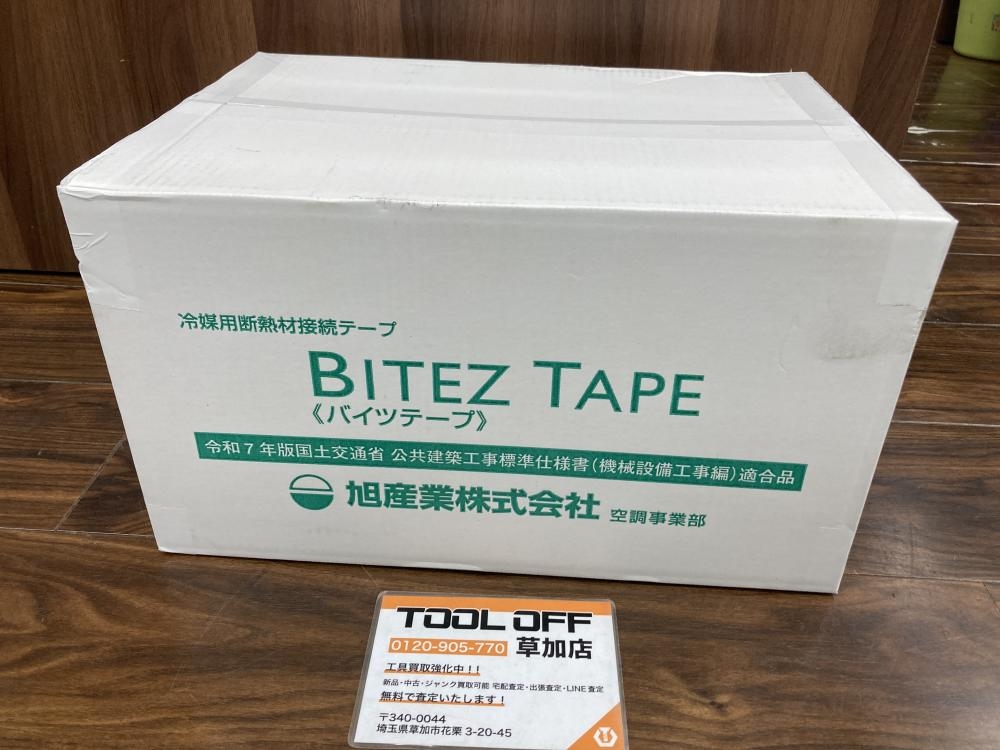 冷媒用断熱材接続テープ
BITEZ TAPE
《バイツテープ》
令和7年版国土交通省 公共建築工事標準仕様書(機械設備工事編)適合品
旭産業株式会社 空調事業部
TOOL OFF
0120-905-770 草加店
工具買取強化中!!
新品・中古・ジャンク買取可能 宅配査定・出張査定・LINE査定
無料で査定いたします!
〒340-0044
埼玉県草加市花栗 3-20-45